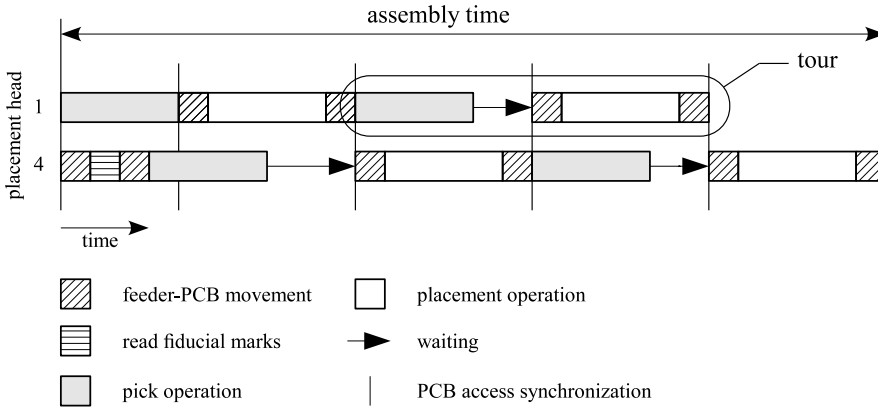 assembly time
tour
placement head
1
4
time
feeder-PCB movement
placement operation
read fiducial marks
waiting
pick operation
PCB access synchronization